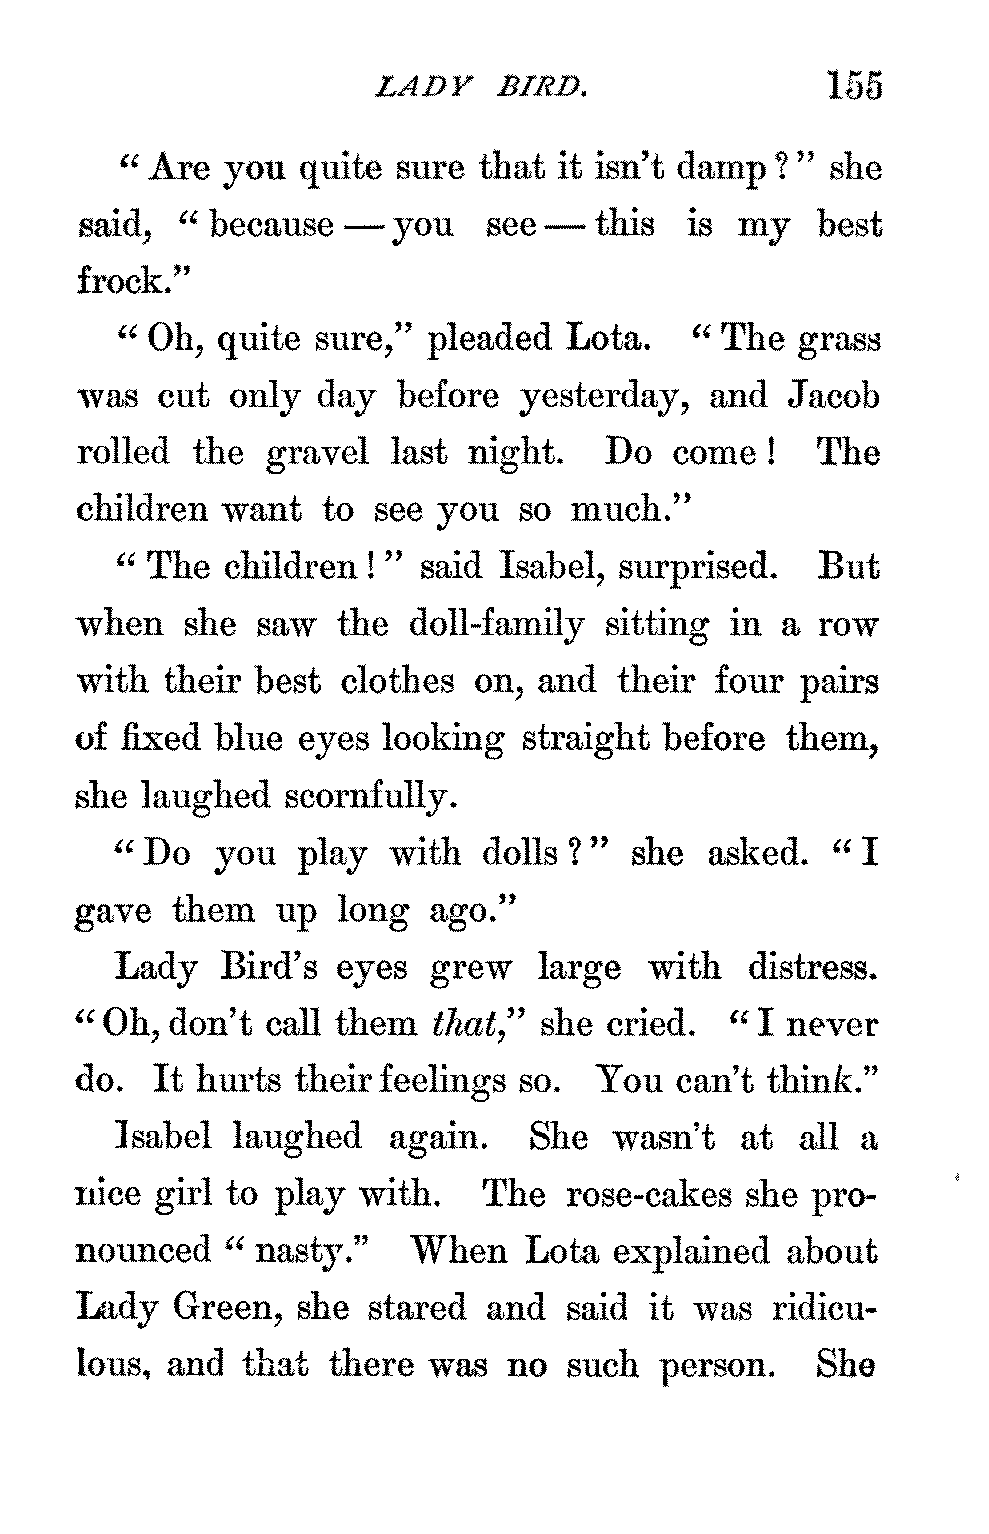 LADY BIRD. 155
“Are you quite sure that it isn’t damp?” she
said, “because—you see—this is my best
frock.”
“Oh, quite sure,” pleaded Lota. “The grass
was cut only day before yesterday, and Jacob
rolled the gravel last night. Do come! The
children want to see you so much.”
“The children!” said Isabel, surprised. But
when she saw the doll-family sitting in a row
with their best clothes on, and their four pairs
of fixed blue eyes looking straight before them,
she laughed scornfully.
“Do you play with dolls?” she asked. “I
gave them up long ago.”
Lady Bird’s eyes grew large with distress.
“Oh, don’t call them that,” she cried. “I never
do. It hurts their feelings so. You can’t think.”
Isabel laughed again. She wasn’t at all a
nice girl to play with. The rose-cakes she pro-
nounced “nasty.” When Lota explained about
Lady Green, she stared and said it was ridicu-
lous, and that there was no such person. She